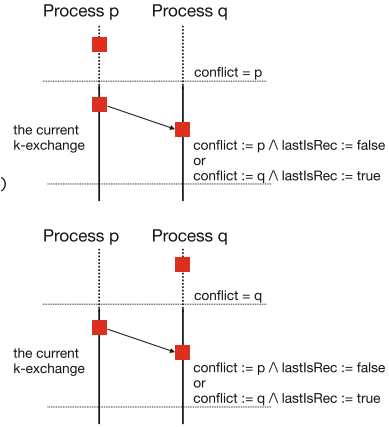 Process p Process q
conflict = p
the current
k-exchange
conflict := p ⋀ lastIsRec := false
or
conflict := q ⋀ lastIsRec := true
)
Process p Process q
conflict = q
the current
k-exchange
conflict := p ⋀ lastIsRec := false
or
conflict := q ⋀ lastIsRec := true